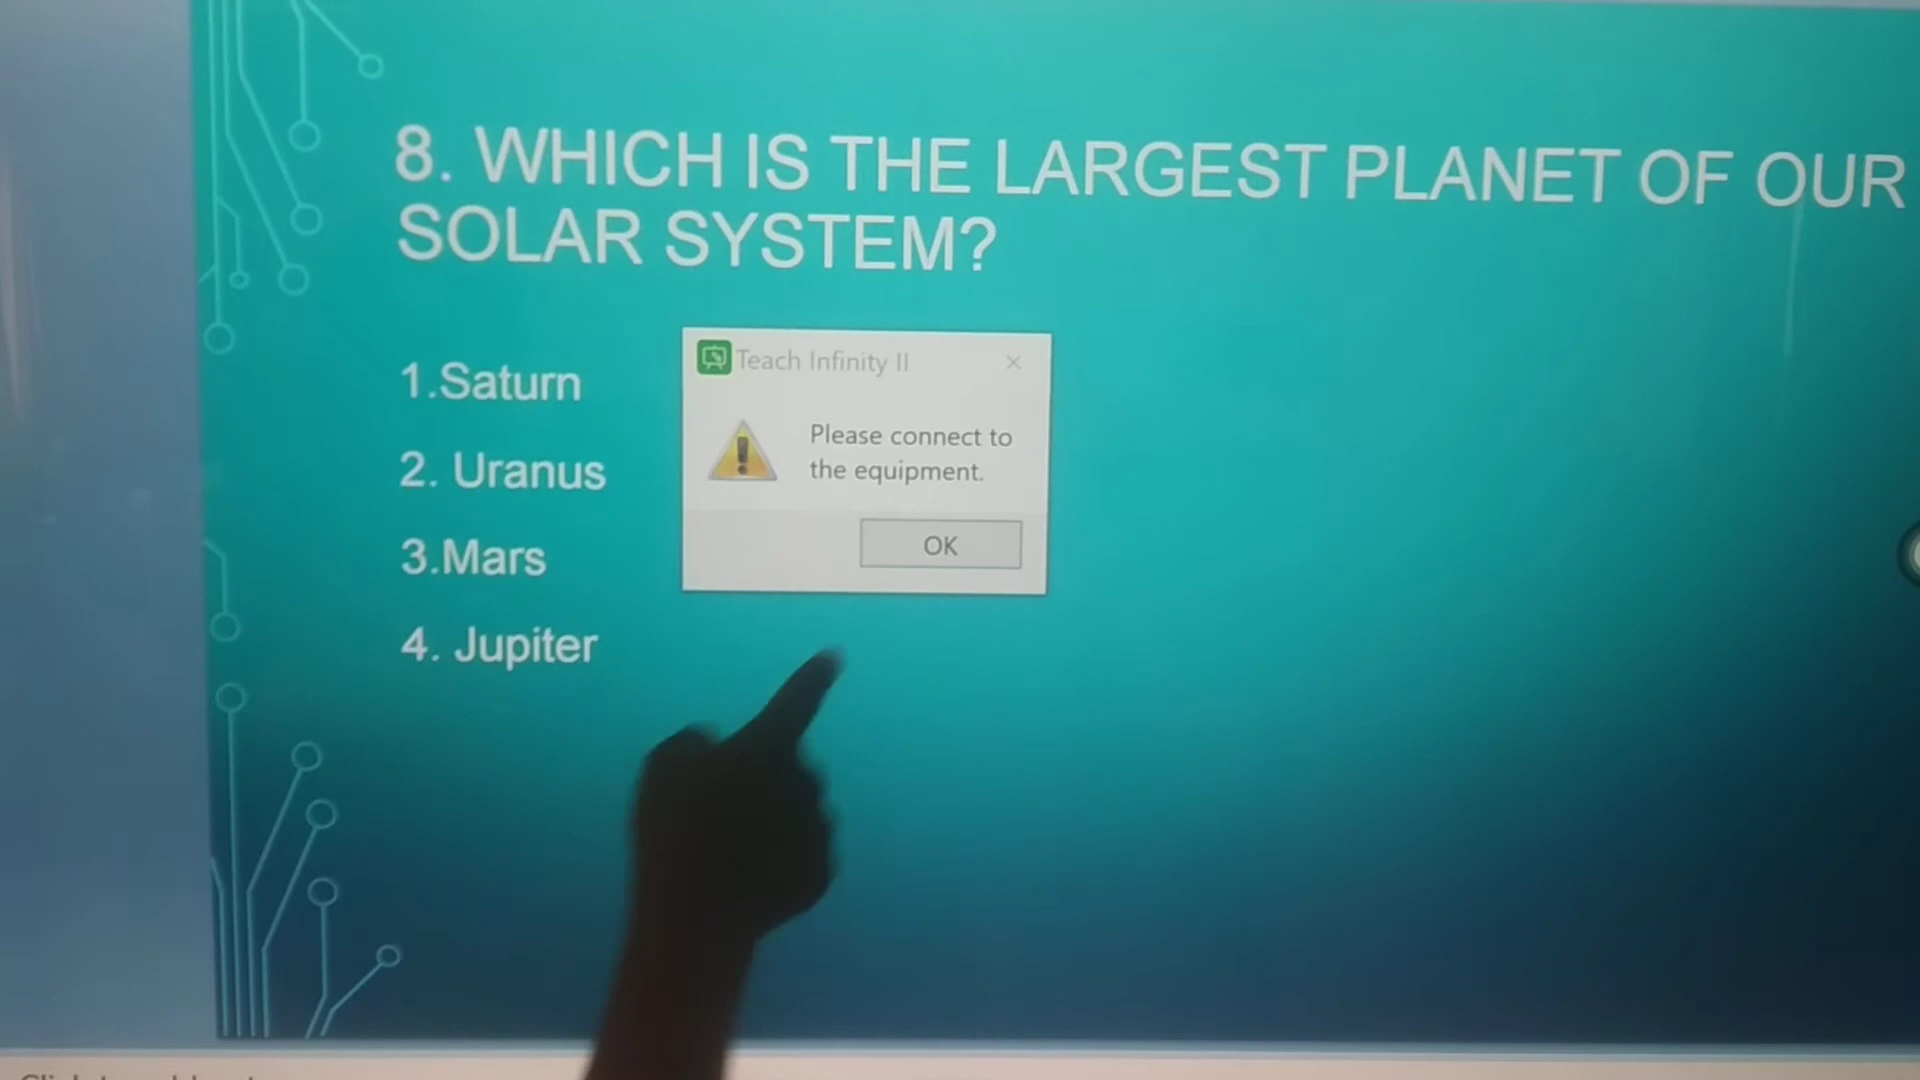 8. WHICH IS THE LARGEST PLANET OF OUR
SOLAR SYSTEM?
1.Saturn
2. Uranus
3.Mars
4. Jupiter
Teach Infinity II
Please connect to
the equipment.
OK